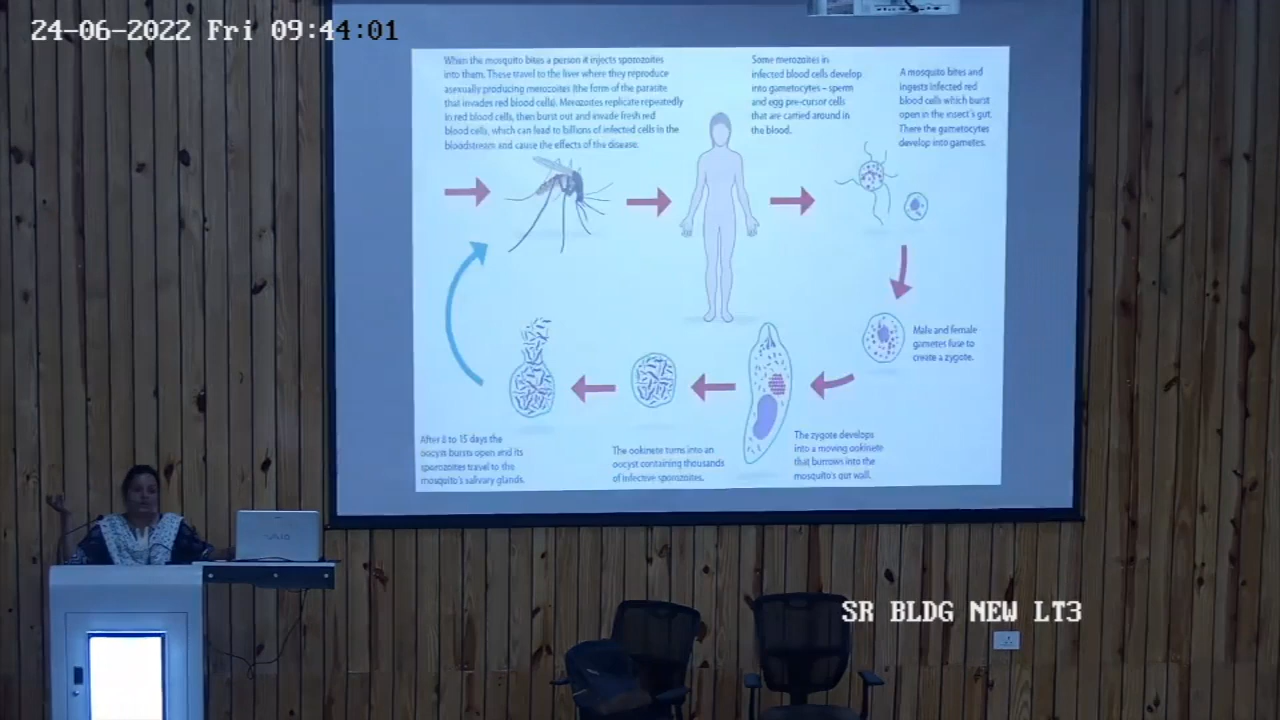 24-06-2022 Fri 09:44:01
When the mosquito bites a person it injects sporozoites
into them. These travel to the liver where they reproduce
asexually producing merozoites (the form of the parasite
that invades red blood cells). Merozoites replicate repeatedly
in red blood cells, then burst out and invade fresh red
blood cells, which can lead to billions of infected cells in the
bloodstream and cause the effects of the disease.
Some merozoites in
infected blood cells develop
into gametocytes – sperm
and egg pre-cursor cells
that are carried around in
the blood.
A mosquito bites and
ingests infected red
blood cells which burst
open in the insect's gut.
There the gametocytes
develop into gametes.
Male and female
gametes fuse to
create a zygote.
The zygote develops
into a moving ookinete
that burrows into the
mosquito's gut wall.
The ookinete turns into an
oocyst containing thousands
of infective sporozoites.
After 8 to 15 days the
oocyst bursts open and its
sporozoites travel to the
mosquito's salivary glands.
VAIO
SR BLDG NEW LT3